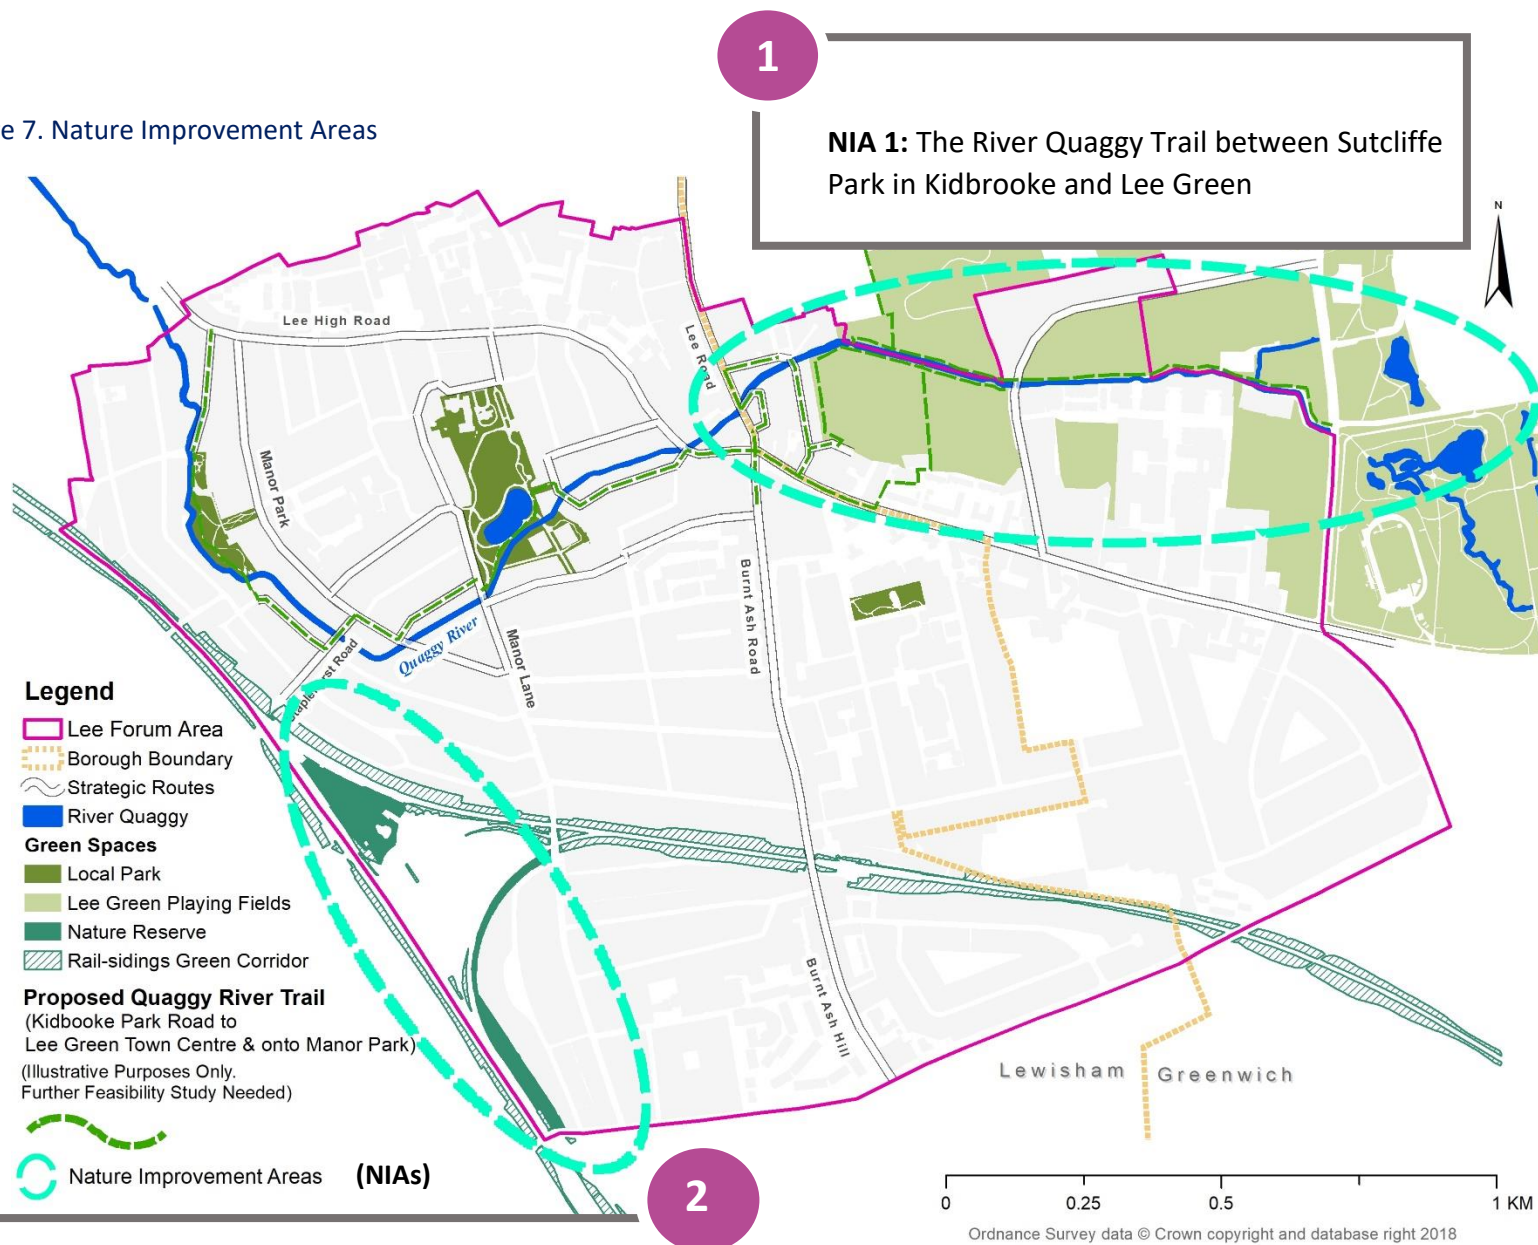 1
e 7. Nature Improvement Areas
NIA 1: The River Quaggy Trail between Sutcliffe
Park in Kidbrooke and Lee Green
N
Lee High Road
Lee Road
Manor Park
Quaggy River
Manor Lane
Burnt Ash Road
Burnt Ash Hill
Lewisham
Greenwich
Legend
Lee Forum Area
Borough Boundary
Strategic Routes
River Quaggy
Green Spaces
Local Park
Lee Green Playing Fields
Nature Reserve
Rail-sidings Green Corridor
Proposed Quaggy River Trail
(Kidbooke Park Road to
Lee Green Town Centre & onto Manor Park)
(Illustrative Purposes Only.
Further Feasibility Study Needed)
Nature Improvement Areas (NIAs)
2
0 0.25 0.5 1 KM
Ordnance Survey data © Crown copyright and database right 2018